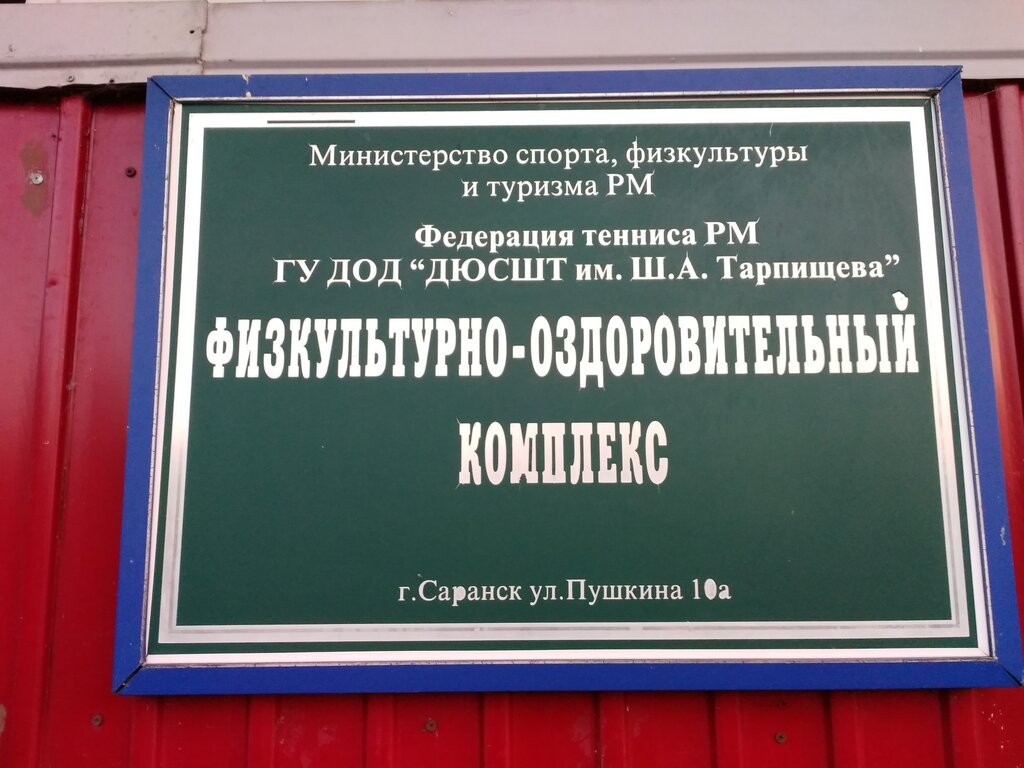 Министерство спорта, физкультуры
и туризма РМ
Федерация тенниса РМ
ГУ ДОД “ДЮСШТ им. Ш.А. Тарпищева”
ФИЗКУЛЬТУРНО-ОЗДОРОВИТЕЛЬНЫЙ
КОМПЛЕКС
г.Саранск ул.Пушкина 10а